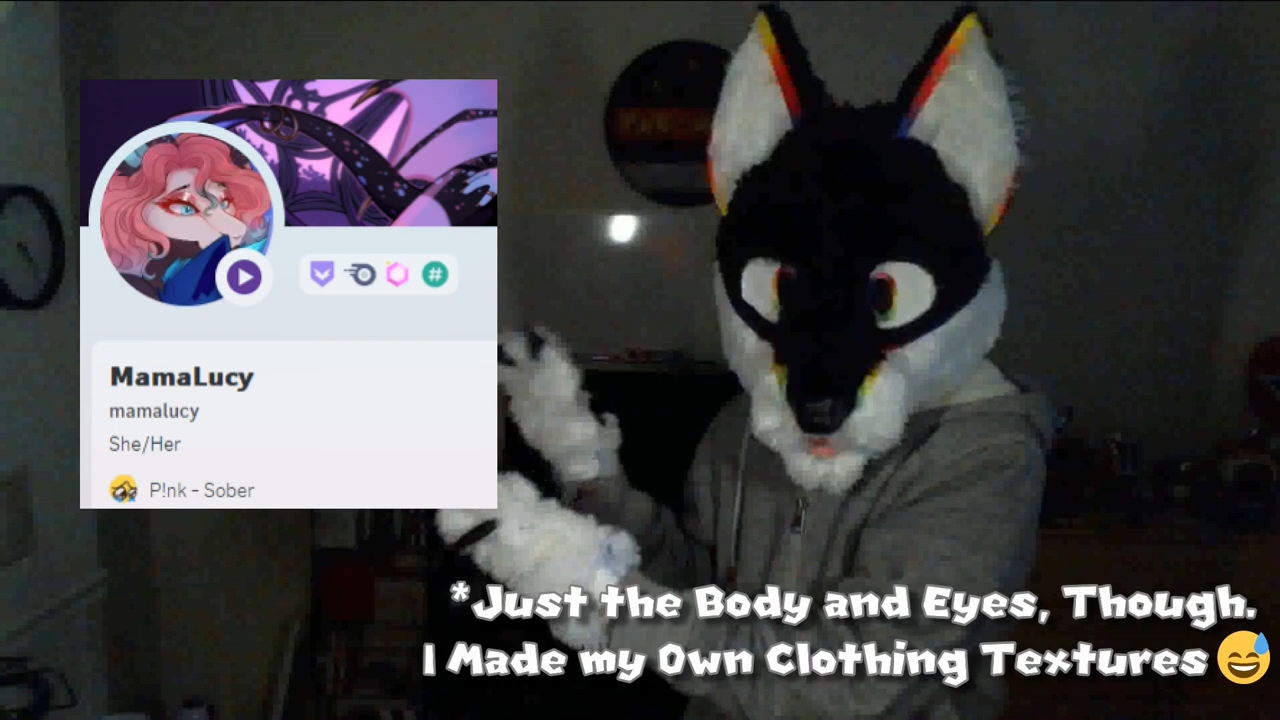 MamaLucy
mamalucy
She/Her
P!nk - Sober
*Just the Body and Eyes, Though.
I Made my Own Clothing Textures 😅